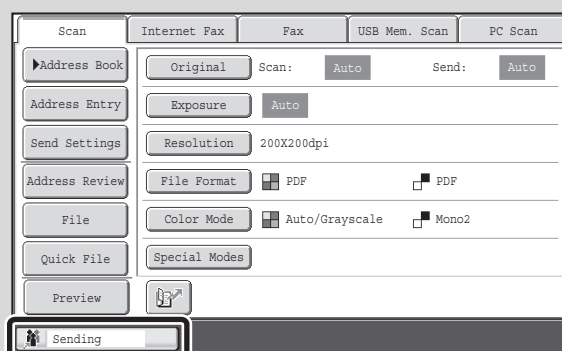 Scan Internet Fax Fax USB Mem. Scan PC Scan
Address Book Original Scan: Auto Send: Auto
Address Entry Exposure Auto
Send Settings Resolution 200X200dpi
Address Review File Format PDF PDF
File Color Mode Auto/Grayscale Mono2
Quick File Special Modes
Preview
Sending